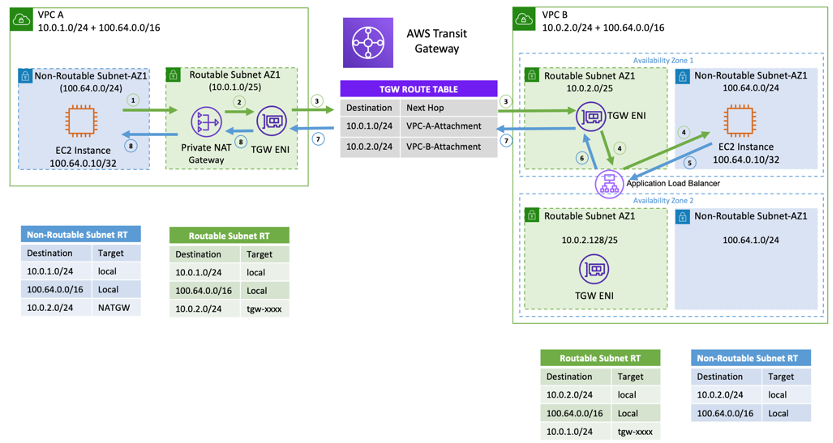 VPC A
10.0.1.0/24 + 100.64.0.0/16
Non-Routable Subnet-AZ1
(100.64.0.0/24)
1
EC2 Instance
100.64.0.10/32
8
Routable Subnet AZ1
(10.0.1.0/25)
2
Private NAT
Gateway
TGW ENI
8
3
7
AWS Transit
Gateway
TGW ROUTE TABLE
Destination Next Hop
10.0.1.0/24 VPC-A-Attachment
10.0.2.0/24 VPC-B-Attachment
3
7
VPC B
10.0.2.0/24 + 100.64.0.0/16
Availability Zone 1
Routable Subnet AZ1
10.0.2.0/25
TGW ENI
4
6
Non-Routable Subnet-AZ1
100.64.0.0/24
4
EC2 Instance
100.64.0.10/32
5
Application Load Balancer
Availability Zone 2
Routable Subnet AZ1
10.0.2.128/25
TGW ENI
Non-Routable Subnet-AZ1
100.64.1.0/24
Non-Routable Subnet RT
Destination Target
10.0.1.0/24 local
100.64.0.0/16 Local
10.0.2.0/24 NATGW
Routable Subnet RT
Destination Target
10.0.1.0/24 local
100.64.0.0/16 Local
10.0.2.0/24 tgw-xxxx
Routable Subnet RT
Destination Target
10.0.2.0/24 local
100.64.0.0/16 Local
10.0.1.0/24 tgw-xxxx
Non-Routable Subnet RT
Destination Target
10.0.2.0/24 local
100.64.0.0/16 Local